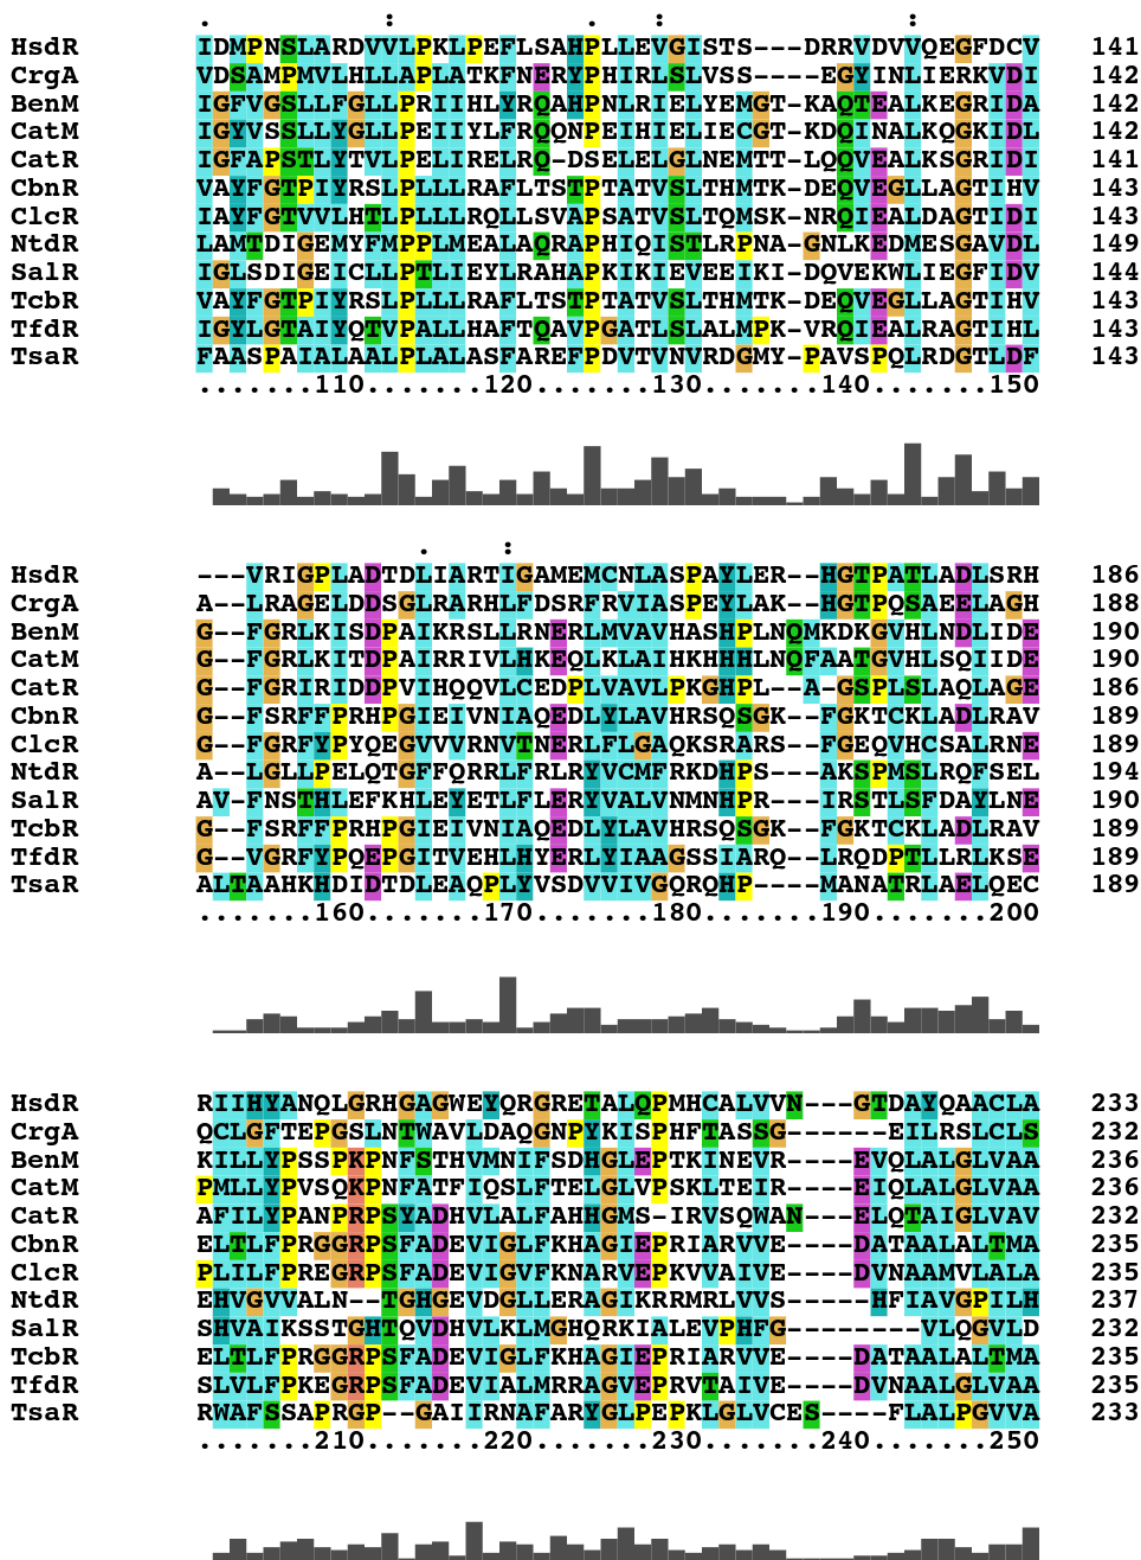 . : . : :
HsdR IDMPNSLARDVVLPKLPEFLSAHPLLEVGISTS---DRRVDVVQEGFDCV 141
CrgA VDSAMPMVLHLLAPLATKFNERYPHIRLSLVSS----EGYINLIERKVDI 142
BenM IGFVGSLLFGLLPRIIHLYRQAHPNLRIELYEMGT-KAQTEALKEGRIDA 142
CatM IGYVSSLLYGLLPEIIYLFRQQNPEIHIELIECGT-KDQINALKQGKIDL 142
CatR IGFAPSTLYTVLPELIRELRQ-DSELELGLNEMTT-LQQVEALKSGRIDI 141
CbnR VAYFGTPIYRSLPLLLRAFLTSTPTATVSLTHMTK-DEQVEGLLAGTIHV 143
ClcR IAYFGTVVLHTLPLLLRQLLSVAPSATVSLTQMSK-NRQIEALDAGTIDI 143
NtdR LAMTDIGEMYFMPPLMEALAQRAPHIQISTLRPNA-GNLKEDMESGAVDL 149
SalR IGLSDIGEICLLPTLIEYLRAHAPKIKIEVEEIKI-DQVEKWLIEGFIDV 144
TcbR VAYFGTPIYRSLPLLLRAFLTSTPTATVSLTHMTK-DEQVEGLLAGTIHV 143
TfdR IGYLGTAIYQTVPALLHAFTQAVPGATLSLALMPK-VRQIEALRAGTIHL 143
TsaR FAASPAIALAALPLALASFAREFPDVTVNVRDGMY-PAVSPQLRDGTLDF 143
.......110.......120.......130.......140.......150
. :
HsdR ---VRIGPLADTDLIARTIGAMEMCNLASPAYLER--HGTPATLADLSRH 186
CrgA A--LRAGELDDSGLRARHLFDSRFRVIASPEYLAK--HGTPQSAEELAGH 188
BenM G--FGRLKISDPAIKRSLLRNERLMVAVHASHPLNQMKDKGVHLNDLIDE 190
CatM G--FGRLKITDPAIRRIVLHKEQLKLAIHKHHHLNQFAATGVHLSQIIDE 190
CatR G--FGRIRIDDPVIHQQVLCEDPLVAVLPKGHPL--A-GSPLSLAQLAGE 186
CbnR G--FSRFFPRHPGIEIVNIAQEDLYLAVHRSQSGK--FGKTCKLADLRAV 189
ClcR G--FGRFYPYQEGVVVRNVTNERLFLGAQKSRARS--FGEQVHCSALRNE 189
NtdR A--LGLLPELQTGFFQRRLFRLRYVCMFRKDHPS---AKSPMSLRQFSEL 194
SalR AV-FNSTHLEFKHLEYETLFLERYVALVNMNHPR---IRSTLSFDAYLNE 190
TcbR G--FSRFFPRHPGIEIVNIAQEDLYLAVHRSQSGK--FGKTCKLADLRAV 189
TfdR G--VGRFYPQEPGITVEHLHYERLYIAAGSSIARQ--LRQDPTLLRLKSE 189
TsaR ALTAAHKHDIDTDLEAQPLYVSDVVIVGQRQHP----MANATRLAELQEC 189
.......160.......170.......180.......190.......200
HsdR RIIHYANQLGRHGAGWEYQRGRETALQPMHCALVVN---GTDAYQAACLA 233
CrgA QCLGFTEPGSLNTWAVLDAQGNPYKISPHFTASSG------EILRSLCLS 232
BenM KILLYPSSPKPNFSTHVMNIFSDHGLEPTKINEVR----EVQLALGLVAA 236
CatM PMLLYPVSQKPNFATFIQSLFTELGLVPSKLTEIR----EIQLALGLVAA 236
CatR AFILYPANPRPSYADHVLALFAHHGMS-IRVSQWAN---ELQTAIGLVAV 232
CbnR ELTLFPRGGRPSFADEVIGLFKHAGIEPRIARVVE----DATAALALTMA 235
ClcR PLILFPREGRPSFADEVIGVFKNARVEPKVVAIVE----DVNAAMVLALA 235
NtdR EHVGVVALN--TGHGEVDGLLERAGIKRRMRLVVS-----HFIAVGPILH 237
SalR SHVAIKSSTGHTQVDHVLKLMGHQRKIALEVPHFG--------VLQGVLD 232
TcbR ELTLFPRGGRPSFADEVIGLFKHAGIEPRIARVVE----DATAALALTMA 235
TfdR SLVLFPKEGRPSFADEVIALMRRAGVEPRVTAIVE----DVNAALGLVAA 235
TsaR RWAFSSAPRGP--GAIIRNAFARYGLPEPKLGLVCES----FLALPGVVA 233
.......210.......220.......230.......240.......250